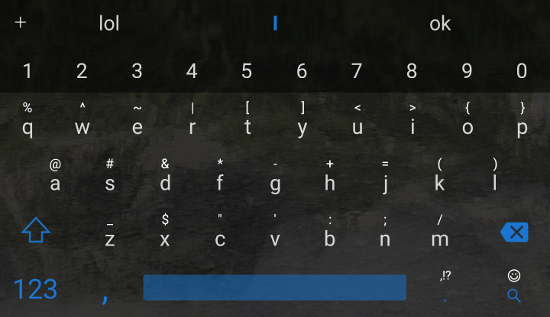 + lol I ok
1 2 3 4 5 6 7 8 9 0
% ^ ~ | [ ] < > { }
q w e r t y u i o p
@ # & * - + = ( )
a s d f g h j k l
_ $ " ' : ; /
z x c v b n m
,!?
123 , .